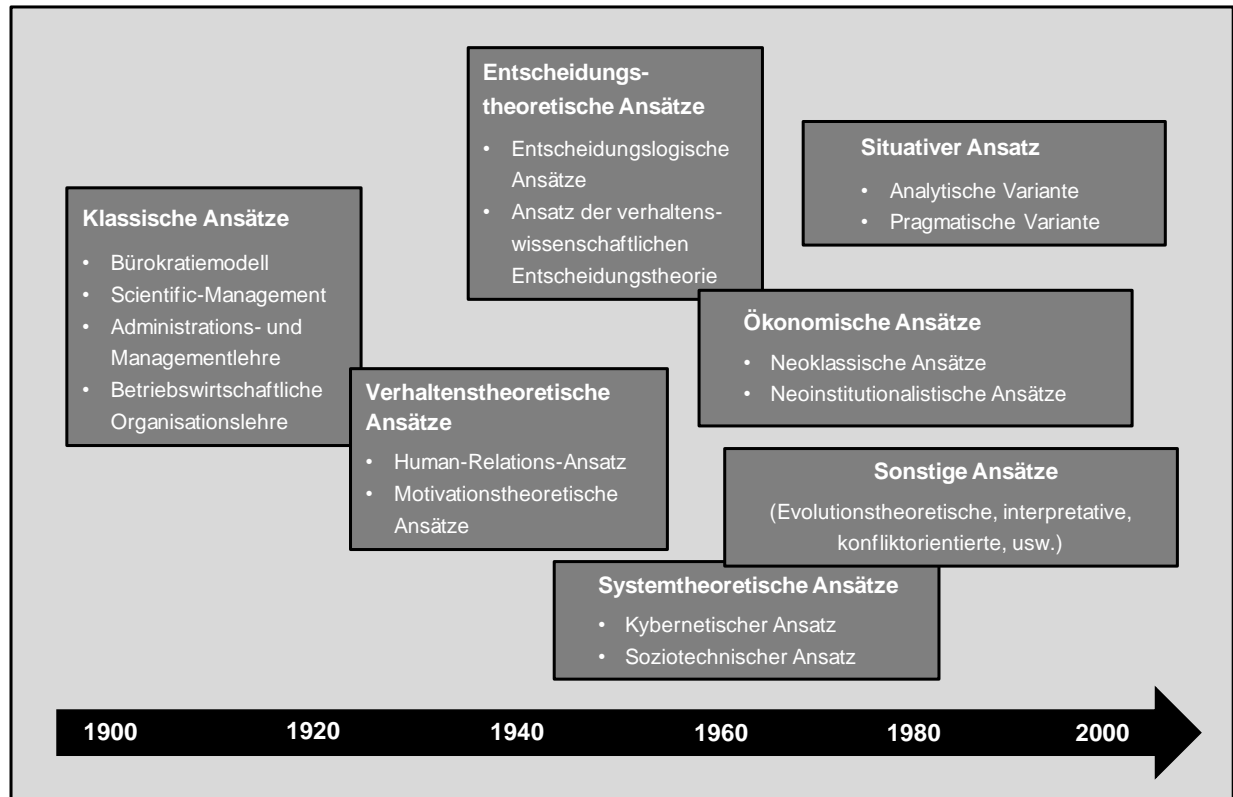 Entscheidungs-
theoretische Ansätze
• Entscheidungslogische
Ansätze
• Ansatz der verhaltens-
wissenschaftlichen
Entscheidungstheorie
Situativer Ansatz
• Analytische Variante
• Pragmatische Variante
Klassische Ansätze
• Bürokratiemodell
• Scientific-Management
• Administrations- und
Managementlehre
• Betriebswirtschaftliche
Organisationslehre
Ökonomische Ansätze
• Neoklassische Ansätze
• Neoinstitutionalistische Ansätze
Verhaltenstheoretische
Ansätze
• Human-Relations-Ansatz
• Motivationstheoretische
Ansätze
Sonstige Ansätze
(Evolutionstheoretische, interpretative,
konfliktorientierte, usw.)
Systemtheoretische Ansätze
• Kybernetischer Ansatz
• Soziotechnischer Ansatz
1900 1920 1940 1960 1980 2000